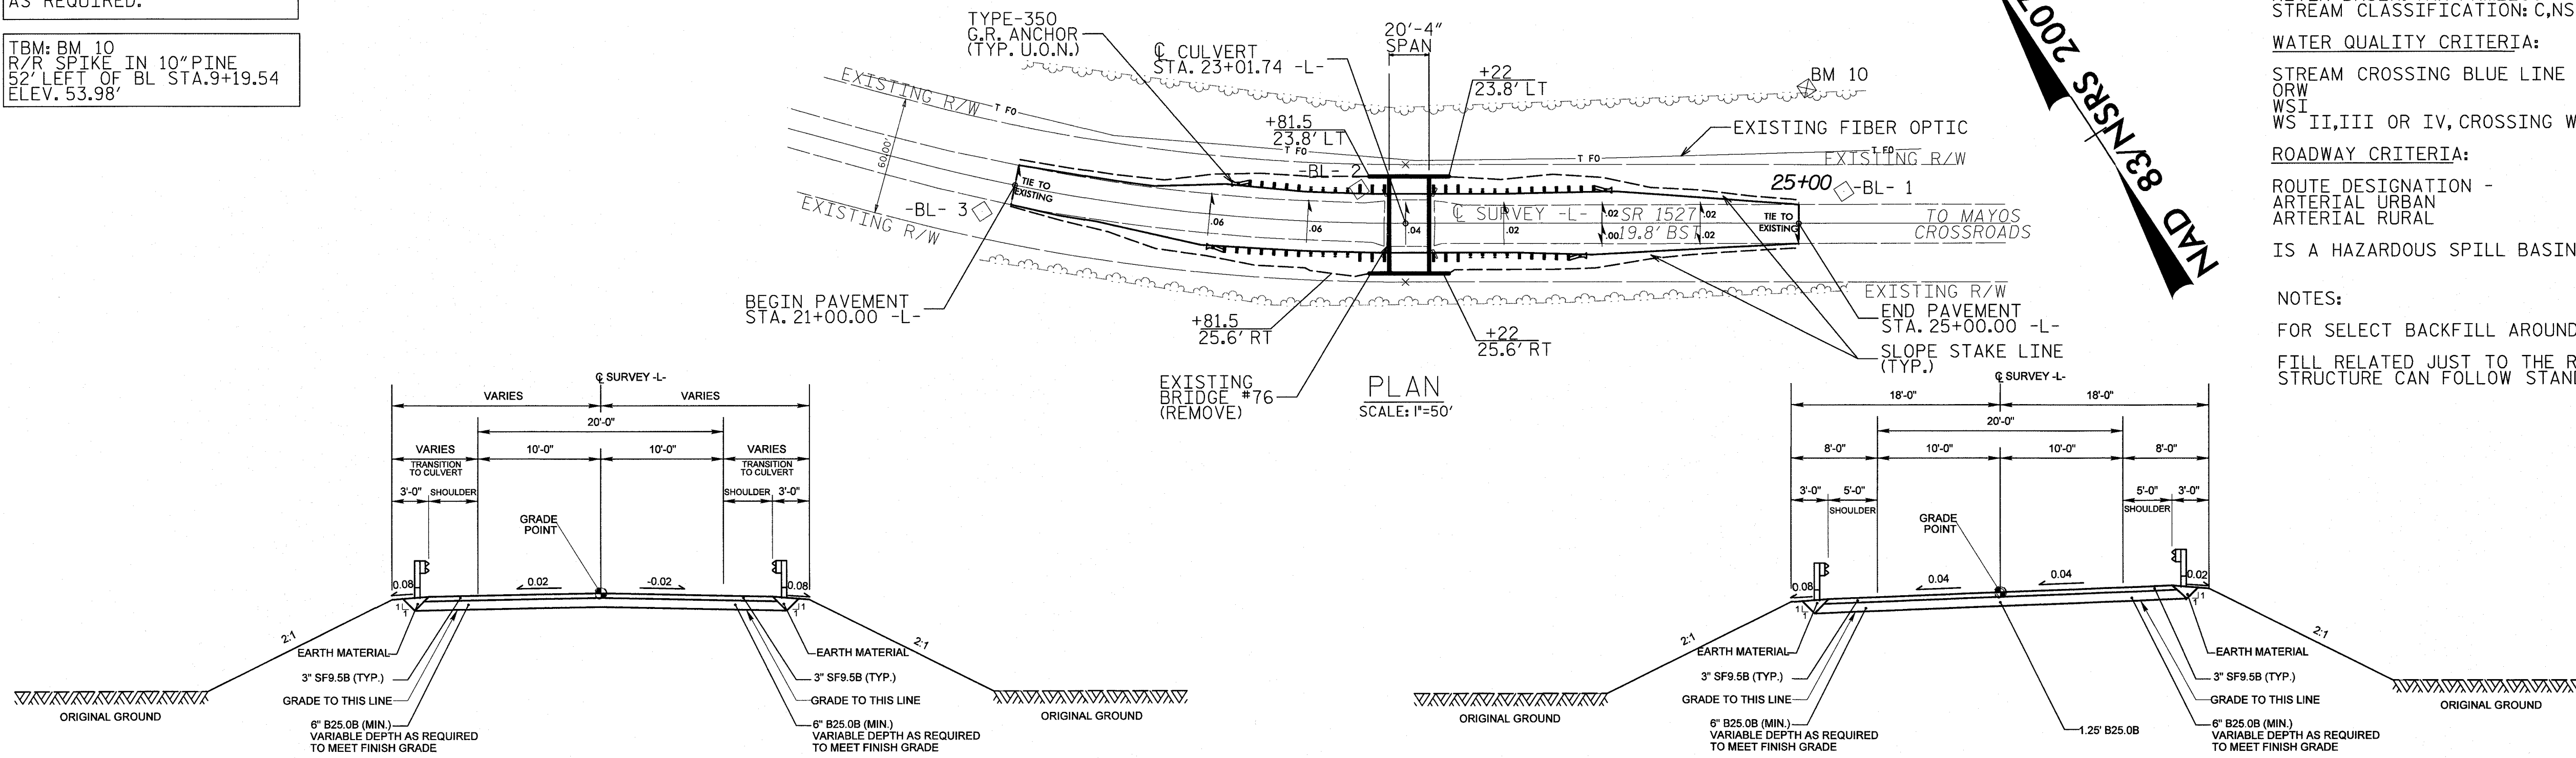 AS REQUIRED.
TBM: BM 10
R/R SPIKE IN 10" PINE
52' LEFT OF BL STA.9+19.54
ELEV. 53.98'
TYPE-350
G.R. ANCHOR
(TYP. U.O.N.)
℄ CULVERT
STA. 23+01.74 -L-
20'-4"
SPAN
+22
23.8' LT
BM 10
EXISTING R/W
T FO
60.00'
+81.5
23.8' LT
T FO
EXISTING FIBER OPTIC
T FO
T FO
EXISTING R/W
-BL- 2
25+00
-BL- 1
TIE TO
EXISTING
-BL- 3
EXISTING R/W
.06
.06
.04
.02
℄ SURVEY -L-
.02
.00
SR 1527
19.8' BST
.02
.02
TIE TO
EXISTING
TO MAYOS
CROSSROADS
BEGIN PAVEMENT
STA. 21+00.00 -L-
+81.5
25.6' RT
+22
25.6' RT
EXISTING R/W
END PAVEMENT
STA. 25+00.00 -L-
SLOPE STAKE LINE
(TYP.)
EXISTING
BRIDGE #76
(REMOVE)
PLAN
SCALE: 1"=50'
NAD 83/NSRS 2007
STREAM CLASSIFICATION: C,NS
WATER QUALITY CRITERIA:
STREAM CROSSING BLUE LINE
ORW
WSI
WS II,III OR IV, CROSSING W
ROADWAY CRITERIA:
ROUTE DESIGNATION -
ARTERIAL URBAN
ARTERIAL RURAL
IS A HAZARDOUS SPILL BASIN
NOTES:
FOR SELECT BACKFILL AROUND
FILL RELATED JUST TO THE R
STRUCTURE CAN FOLLOW STAN
℄ SURVEY -L-
VARIES
VARIES
20'-0"
VARIES
10'-0"
10'-0"
VARIES
TRANSITION
TO CULVERT
TRANSITION
TO CULVERT
3'-0"
SHOULDER
SHOULDER
3'-0"
GRADE
POINT
0.08
0.02
-0.02
0.08
1
1
1
1
2:1
2:1
EARTH MATERIAL
EARTH MATERIAL
3" SF9.5B (TYP.)
3" SF9.5B (TYP.)
GRADE TO THIS LINE
GRADE TO THIS LINE
ORIGINAL GROUND
ORIGINAL GROUND
6" B25.0B (MIN.)
VARIABLE DEPTH AS REQUIRED
TO MEET FINISH GRADE
6" B25.0B (MIN.)
VARIABLE DEPTH AS REQUIRED
TO MEET FINISH GRADE
℄ SURVEY -L-
18'-0"
18'-0"
20'-0"
8'-0"
10'-0"
10'-0"
8'-0"
3'-0"
5'-0"
5'-0"
3'-0"
SHOULDER
SHOULDER
GRADE
POINT
0.08
0.04
0.04
0.02
1
1
1
1
2:1
2:1
EARTH MATERIAL
EARTH MATERIAL
3" SF9.5B (TYP.)
3" SF9.5B (TYP.)
GRADE TO THIS LINE
GRADE TO THIS LINE
ORIGINAL GROUND
ORIGINAL GROUND
6" B25.0B (MIN.)
VARIABLE DEPTH AS REQUIRED
TO MEET FINISH GRADE
1.25' B25.0B
6" B25.0B (MIN.)
VARIABLE DEPTH AS REQUIRED
TO MEET FINISH GRADE